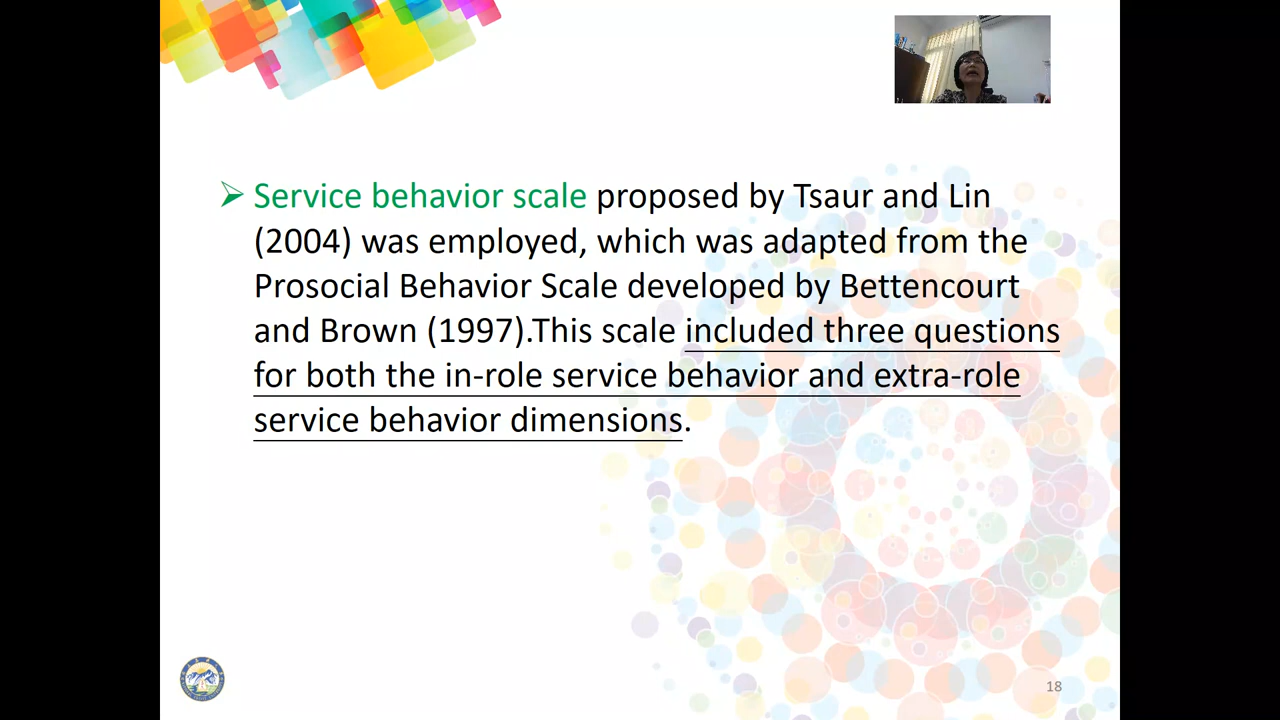 Service behavior scale proposed by Tsaur and Lin
(2004) was employed, which was adapted from the
Prosocial Behavior Scale developed by Bettencourt
and Brown (1997).This scale included three questions
for both the in-role service behavior and extra-role
service behavior dimensions.
18